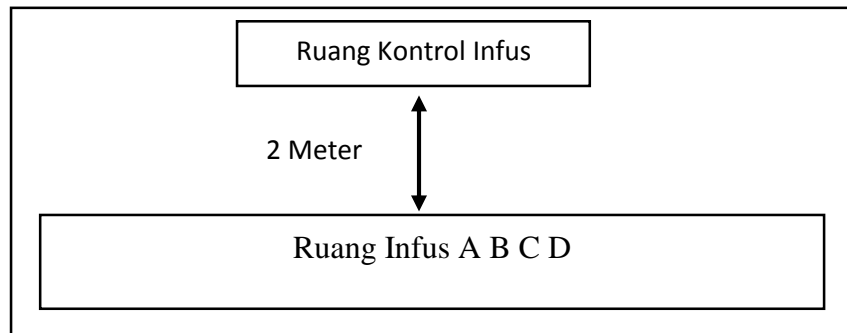 Ruang Kontrol Infus
2 Meter
Ruang Infus A B C D